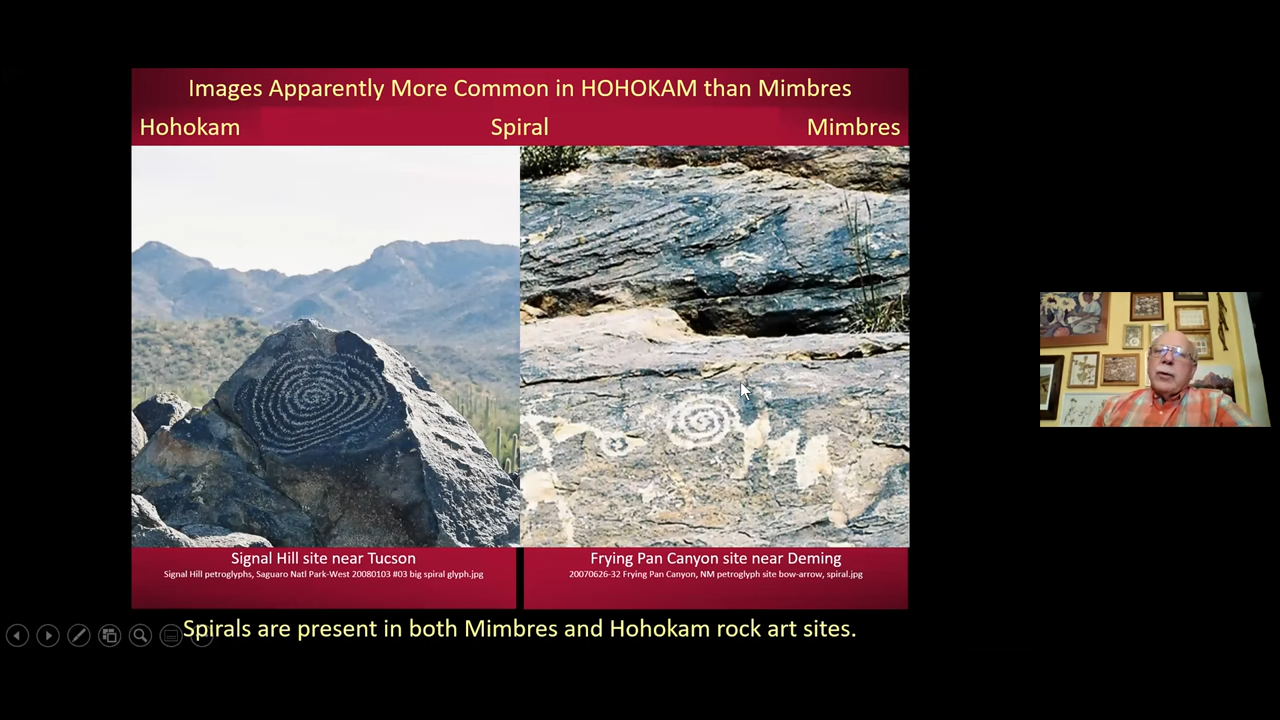 Images Apparently More Common in HOHOKAM than Mimbres
Hohokam Spiral Mimbres
Signal Hill site near Tucson
Signal Hill petroglyphs, Saguaro Natl Park-West 20080103 #03 big spiral glyph.jpg
Frying Pan Canyon site near Deming
20070626-32 Frying Pan Canyon, NM petroglyph site bow-arrow, spiral.jpg
Spirals are present in both Mimbres and Hohokam rock art sites.